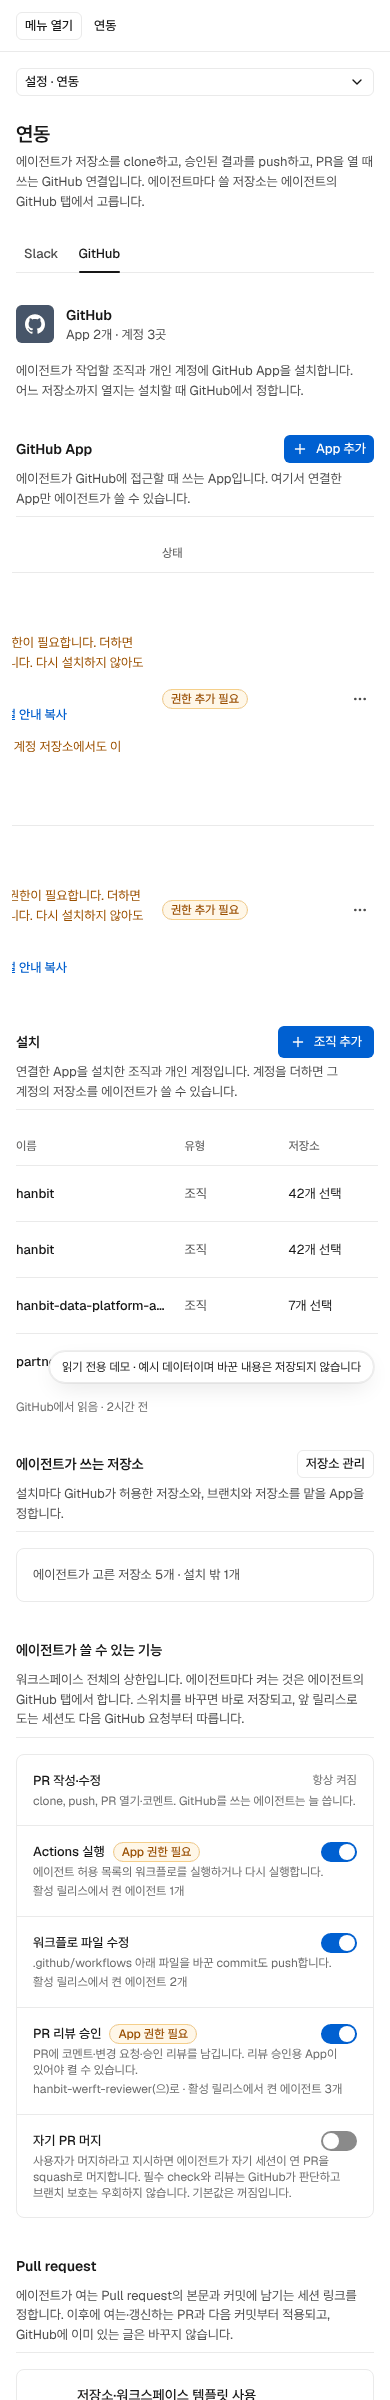 메뉴 열기
연동
설정 · 연동
연동
에이전트가 저장소를 clone하고, 승인된 결과를 push하고, PR을 열 때
쓰는 GitHub 연결입니다. 에이전트마다 쓸 저장소는 에이전트의
GitHub 탭에서 고릅니다.
Slack
GitHub
GitHub
App 2개 · 계정 3곳
에이전트가 작업할 조직과 개인 계정에 GitHub App을 설치합니다.
어느 저장소까지 열지는 설치할 때 GitHub에서 정합니다.
GitHub App
+ App 추가
에이전트가 GitHub에 접근할 때 쓰는 App입니다. 여기서 연결한
App만 에이전트가 쓸 수 있습니다.
상태
한이 필요합니다. 더하면
니다. 다시 설치하지 않아도
권한 추가 필요
안내 복사
계정 저장소에서도 이
권한이 필요합니다. 더하면
니다. 다시 설치하지 않아도
권한 추가 필요
안내 복사
설치
+ 조직 추가
연결한 App을 설치한 조직과 개인 계정입니다. 계정을 더하면 그
계정의 저장소를 에이전트가 쓸 수 있습니다.
이름 유형 저장소
hanbit 조직 42개 선택
hanbit 조직 42개 선택
hanbit-data-platform-a... 조직 7개 선택
partne
읽기 전용 데모 · 예시 데이터이며 바꾼 내용은 저장되지 않습니다
GitHub에서 읽음 · 2시간 전
에이전트가 쓰는 저장소
저장소 관리
설치마다 GitHub가 허용한 저장소와, 브랜치와 저장소를 맡을 App을
정합니다.
에이전트가 고른 저장소 5개 · 설치 밖 1개
에이전트가 쓸 수 있는 기능
워크스페이스 전체의 상한입니다. 에이전트마다 켜는 것은 에이전트의
GitHub 탭에서 합니다. 스위치를 바꾸면 바로 저장되고, 앞 릴리스로
도는 세션도 다음 GitHub 요청부터 따릅니다.
PR 작성·수정
항상 켜짐
clone, push, PR 열기·코멘트. GitHub를 쓰는 에이전트는 늘 씁니다.
Actions 실행 App 권한 필요
에이전트 허용 목록의 워크플로를 실행하거나 다시 실행합니다.
활성 릴리스에서 켠 에이전트 1개
워크플로 파일 수정
.github/workflows 아래 파일을 바꾼 commit도 push합니다.
활성 릴리스에서 켠 에이전트 2개
PR 리뷰 승인 App 권한 필요
PR에 코멘트·변경 요청·승인 리뷰를 남깁니다. 리뷰 승인용 App이
있어야 켤 수 있습니다.
hanbit-werft-reviewer(으)로 · 활성 릴리스에서 켠 에이전트 3개
자기 PR 머지
사용자가 머지하라고 지시하면 에이전트가 자기 세션이 연 PR을
squash로 머지합니다. 필수 check와 리뷰는 GitHub가 판단하고
브랜치 보호는 우회하지 않습니다. 기본값은 꺼짐입니다.
Pull request
에이전트가 여는 Pull request의 본문과 커밋에 남기는 세션 링크를
정합니다. 이후에 여는·갱신하는 PR과 다음 커밋부터 적용되고,
GitHub에 이미 있는 글은 바꾸지 않습니다.
저장소·워크스페이스 템플릿 사용